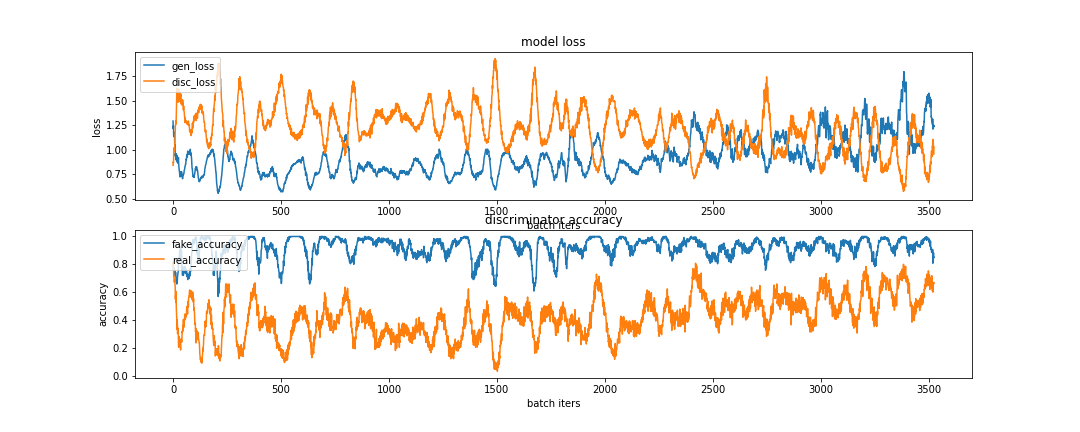 model loss
gen_loss
disc_loss
loss
1.75
1.50
1.25
1.00
0.75
0.50
0 500 1000 1500 2000 2500 3000 3500
batch iters
discriminator accuracy
fake_accuracy
real_accuracy
accuracy
1.0
0.8
0.6
0.4
0.2
0.0
0 500 1000 1500 2000 2500 3000 3500
batch iters